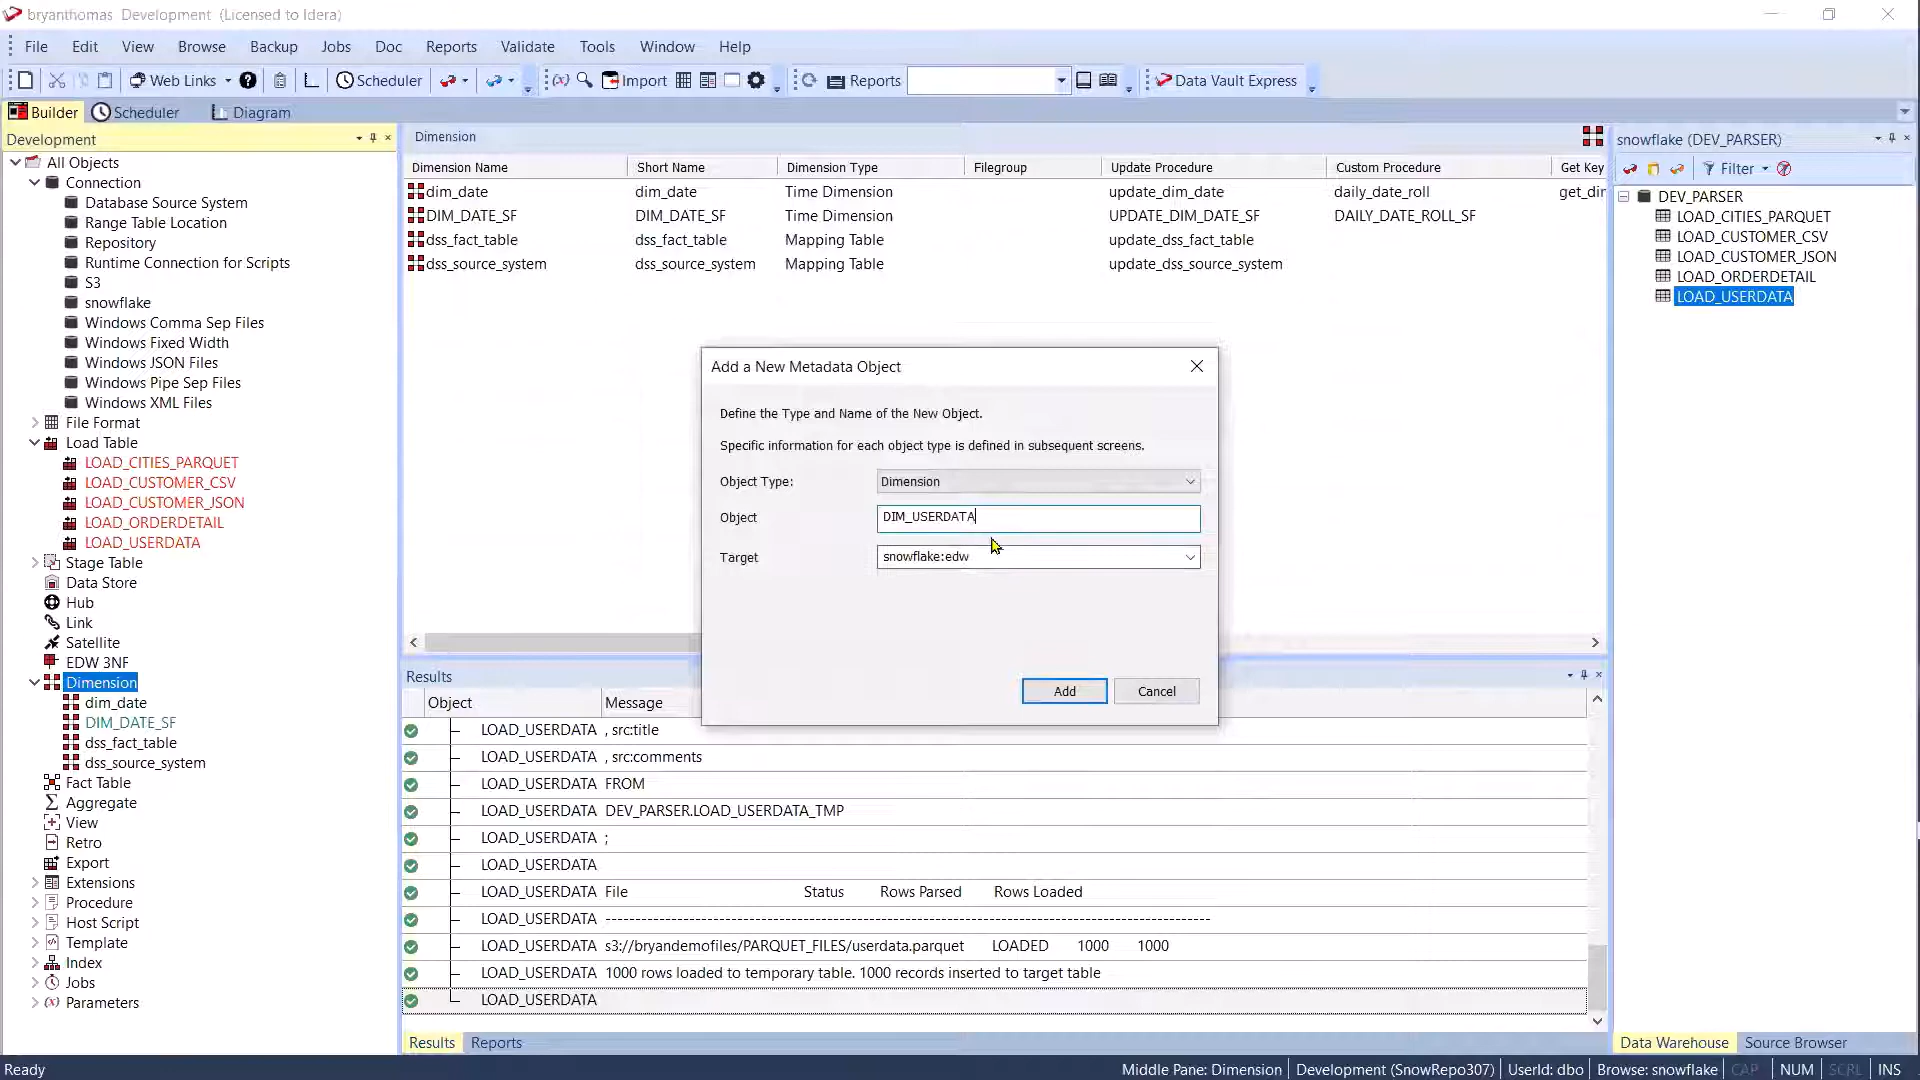 bryanthomas Development (Licensed to Idera)
File Edit View Browse Backup Jobs Doc Reports Validate Tools Window Help
Web Links Scheduler (x) Import Reports Data Vault Express
Builder Scheduler Diagram
Development
All Objects
Connection
Database Source System
Range Table Location
Repository
Runtime Connection for Scripts
S3
snowflake
Windows Comma Sep Files
Windows Fixed Width
Windows JSON Files
Windows Pipe Sep Files
Windows XML Files
File Format
Load Table
LOAD_CITIES_PARQUET
LOAD_CUSTOMER_CSV
LOAD_CUSTOMER_JSON
LOAD_ORDERDETAIL
LOAD_USERDATA
Stage Table
Data Store
Hub
Link
Satellite
EDW 3NF
Dimension
dim_date
DIM_DATE_SF
dss_fact_table
dss_source_system
Fact Table
Aggregate
View
Retro
Export
Extensions
Procedure
Host Script
Template
Index
Jobs
(x) Parameters
Dimension
Dimension Name Short Name Dimension Type Filegroup Update Procedure Custom Procedure Get Key
dim_date dim_date Time Dimension update_dim_date daily_date_roll get_dir
DIM_DATE_SF DIM_DATE_SF Time Dimension UPDATE_DIM_DATE_SF DAILY_DATE_ROLL_SF
dss_fact_table dss_fact_table Mapping Table update_dss_fact_table
dss_source_system dss_source_system Mapping Table update_dss_source_system
Add a New Metadata Object
Define the Type and Name of the New Object.
Specific information for each object type is defined in subsequent screens.
Object Type: Dimension
Object DIM_USERDATA
Target snowflake:edw
Add Cancel
Results
Object Message
LOAD_USERDATA , src:title
LOAD_USERDATA , src:comments
LOAD_USERDATA FROM
LOAD_USERDATA DEV_PARSER.LOAD_USERDATA_TMP
LOAD_USERDATA ;
LOAD_USERDATA
LOAD_USERDATA File Status Rows Parsed Rows Loaded
LOAD_USERDATA ------------------------------------------------------------------------------------------
LOAD_USERDATA s3://bryandemofiles/PARQUET_FILES/userdata.parquet LOADED 1000 1000
LOAD_USERDATA 1000 rows loaded to temporary table. 1000 records inserted to target table
LOAD_USERDATA
Results Reports
snowflake (DEV_PARSER)
Filter
DEV_PARSER
LOAD_CITIES_PARQUET
LOAD_CUSTOMER_CSV
LOAD_CUSTOMER_JSON
LOAD_ORDERDETAIL
LOAD_USERDATA
Data Warehouse Source Browser
Ready Middle Pane: Dimension Development (SnowRepo307) UserId: dbo Browse: snowflake CAP NUM SCRL INS